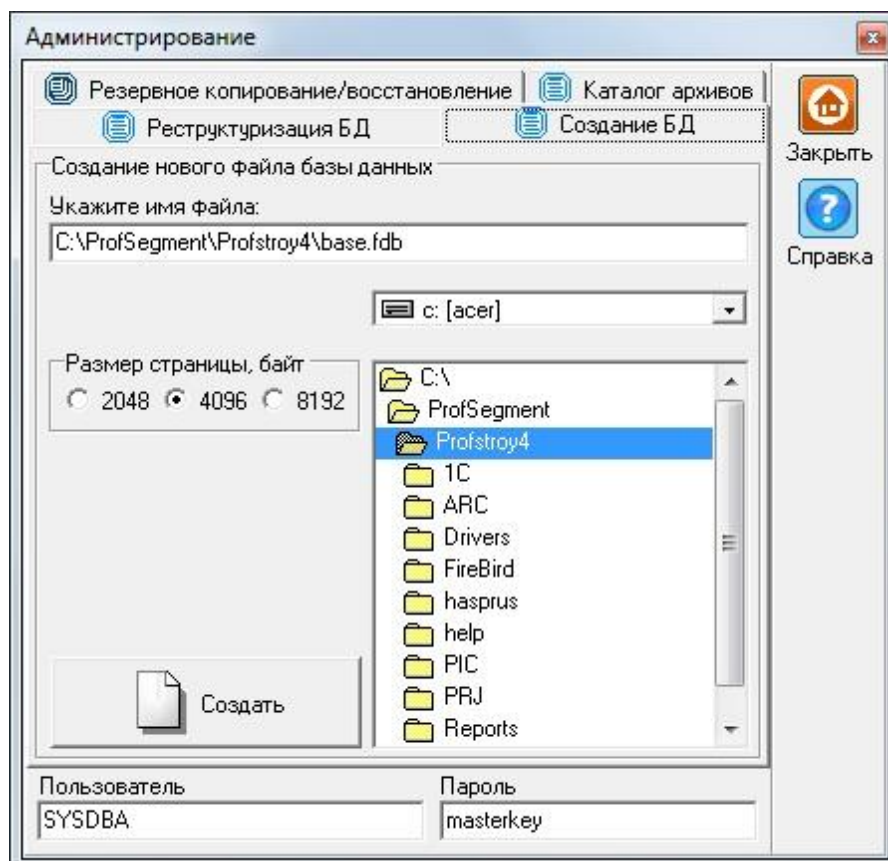 Администрирование
Резервное копирование/восстановление
Каталог архивов
Реструктуризация БД
Создание БД
Закрыть
Справка
Создание нового файла базы данных
Укажите имя файла:
C:\ProfSegment\Profstroy4\base.fdb
c: [acer]
Размер страницы, байт
2048 4096 8192
C:\
ProfSegment
Profstroy4
1C
ARC
Drivers
FireBird
hasprus
help
PIC
PRJ
Reports
Создать
Пользователь
Пароль
SYSDBA
masterkey